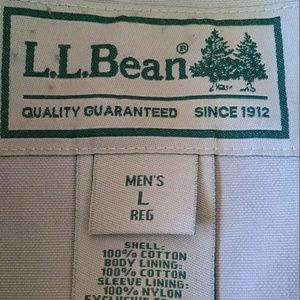 L.L.Bean®
QUALITY GUARANTEED SINCE 1912
MEN'S
L
REG
SHELL:
100% COTTON
BODY LINING:
100% COTTON
SLEEVE LINING:
100% NYLON